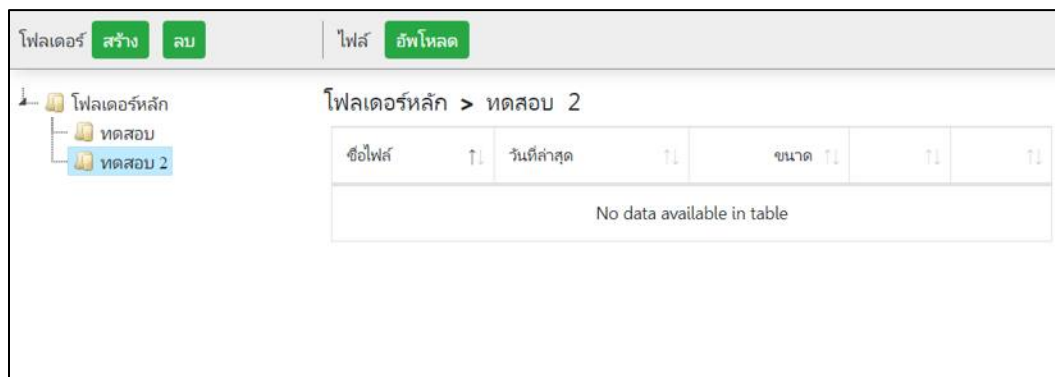 โฟลเดอร์ สร้าง ลบ ไฟล์ อัพโหลด
โฟลเดอร์หลัก
ทดสอบ
ทดสอบ 2
โฟลเดอร์หลัก > ทดสอบ 2
ชื่อไฟล์ วันที่ล่าสุด ขนาด
No data available in table